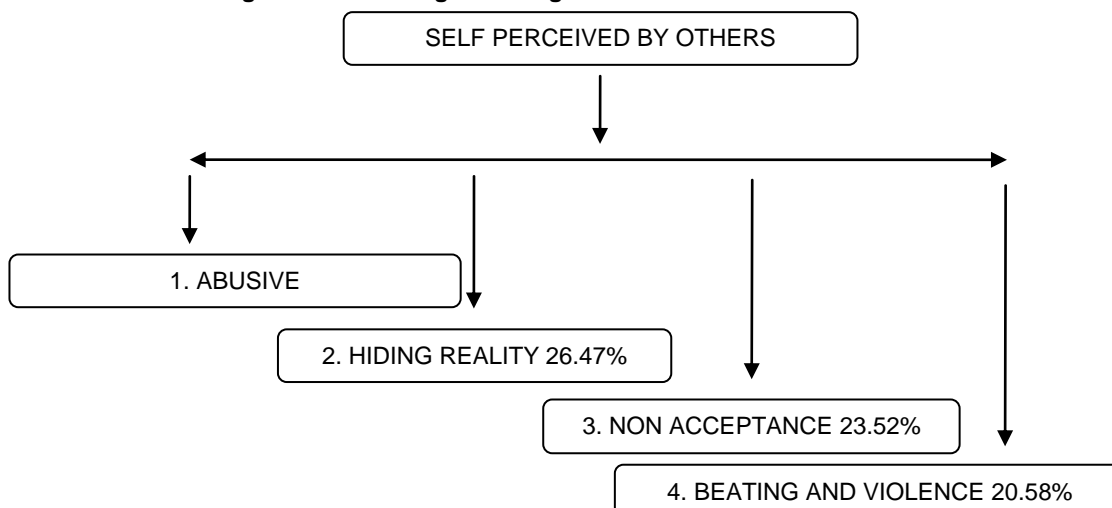 SELF PERCEIVED BY OTHERS
1. ABUSIVE
2. HIDING REALITY 26.47%
3. NON ACCEPTANCE 23.52%
4. BEATING AND VIOLENCE 20.58%